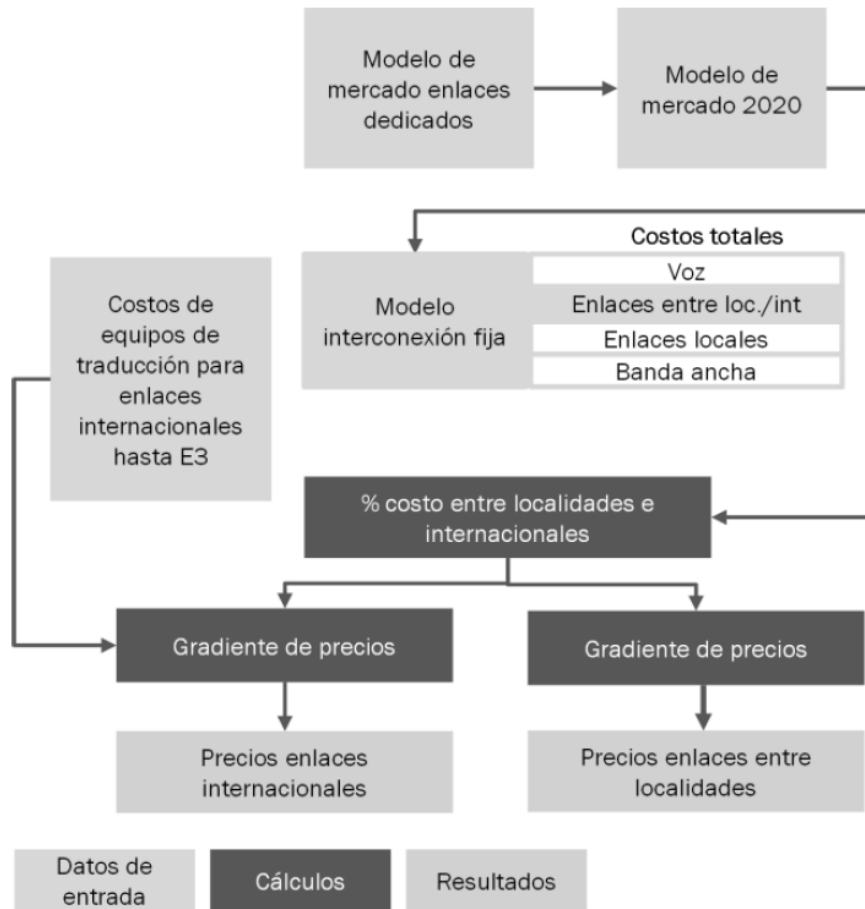 Modelo de
mercado enlaces
dedicados
Modelo de
mercado 2020
Costos totales
Modelo
interconexión fija
Voz
Enlaces entre loc./int
Enlaces locales
Banda ancha
Costos de
equipos de
traducción para
enlaces
internacionales
hasta E3
% costo entre localidades e
internacionales
Gradiente de precios
Gradiente de precios
Precios enlaces
internacionales
Precios enlaces entre
localidades
Datos de
entrada
Cálculos
Resultados